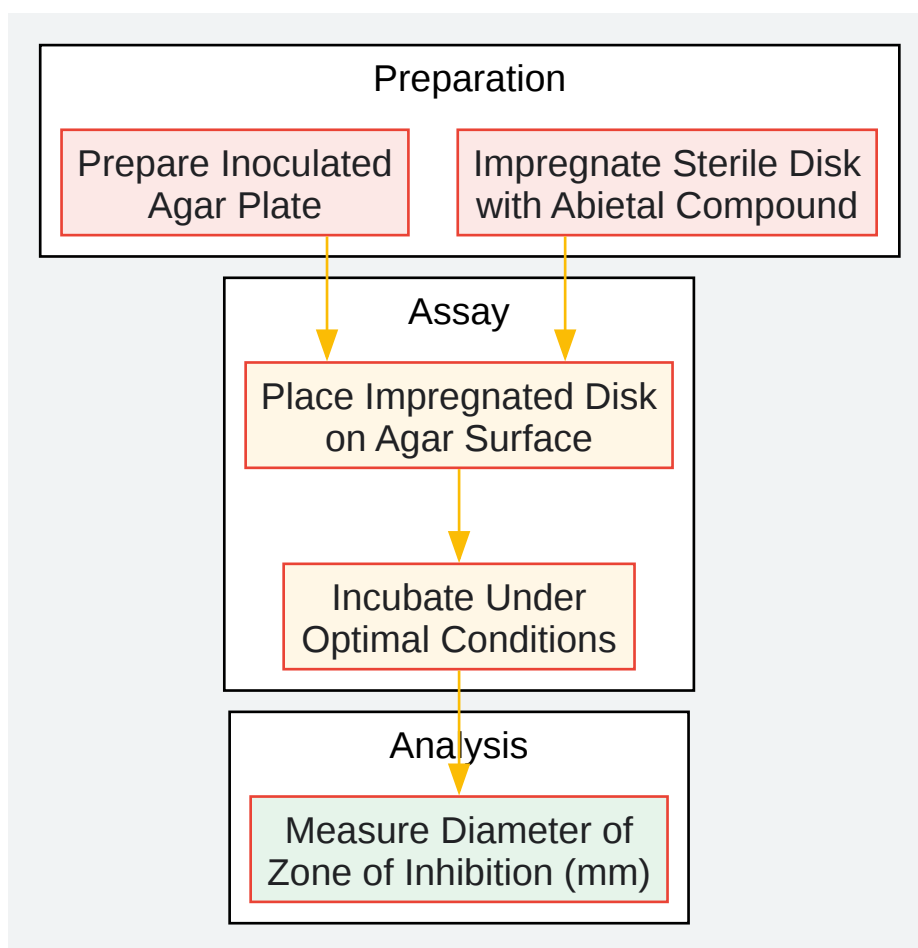 Preparation
Prepare Inoculated
Agar Plate
Impregnate Sterile Disk
with Abietal Compound
Assay
Place Impregnated Disk
on Agar Surface
Incubate Under
Optimal Conditions
Analysis
Measure Diameter of
Zone of Inhibition (mm)